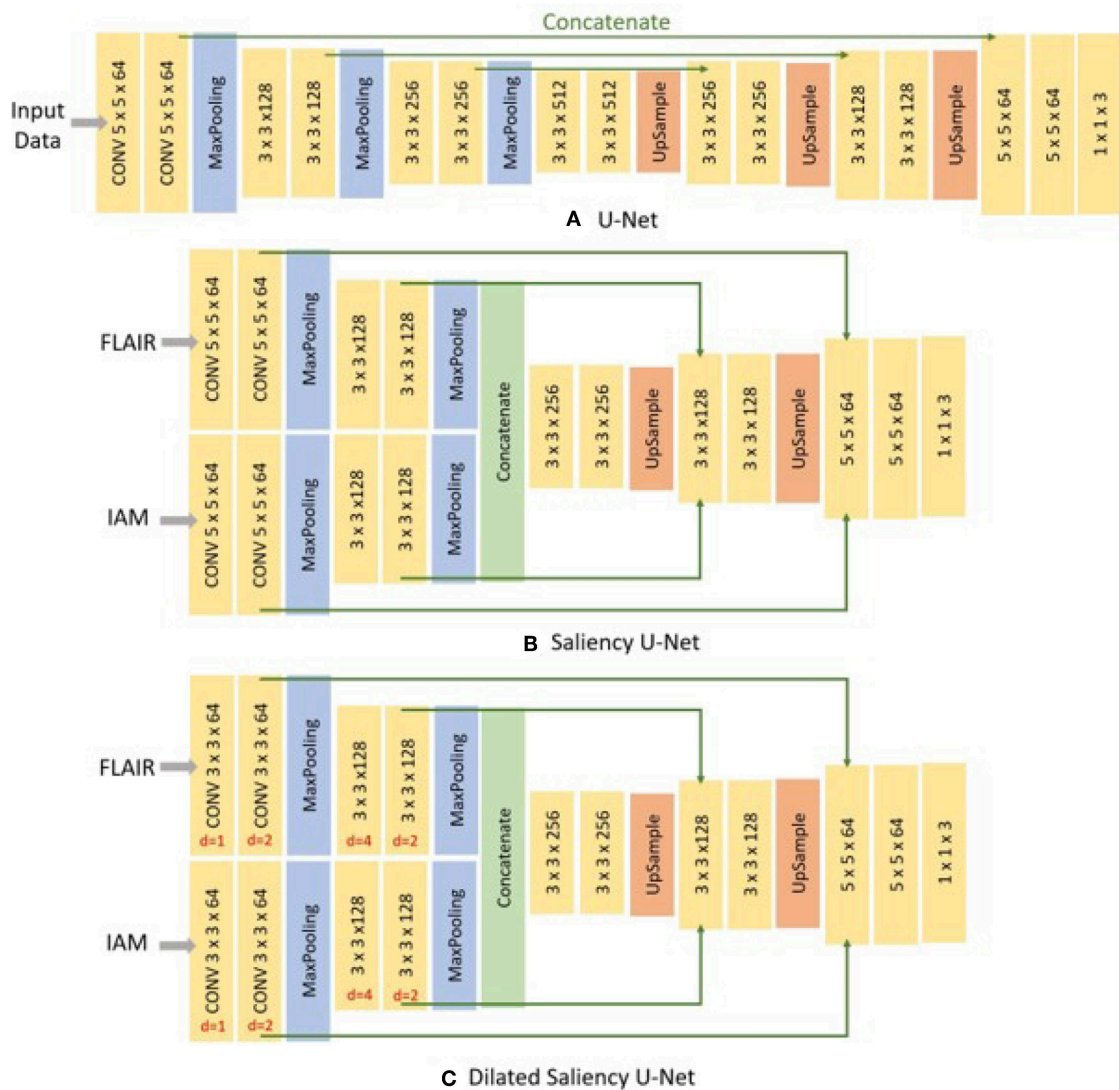 Concatenate
Input
Data
CONV 5 x 5 x 64
CONV 5 x 5 x 64
MaxPooling
3 x 3 x128
3 x 3 x 128
MaxPooling
3 x 3 x 256
3 x 3 x 256
MaxPooling
3 x 3 x 512
3 x 3 x 512
UpSample
3 x 3 x 256
3 x 3 x 256
UpSample
3 x 3 x128
3 x 3 x 128
UpSample
5 x 5 x 64
5 x 5 x 64
1 x 1 x 3
A U-Net
FLAIR
CONV 5 x 5 x 64
CONV 5 x 5 x 64
MaxPooling
3 x 3 x128
3 x 3 x 128
MaxPooling
IAM
CONV 5 x 5 x 64
CONV 5 x 5 x 64
MaxPooling
3 x 3 x128
3 x 3 x 128
MaxPooling
Concatenate
3 x 3 x 256
3 x 3 x 256
UpSample
3 x 3 x128
3 x 3 x 128
UpSample
5 x 5 x 64
5 x 5 x 64
1 x 1 x 3
B Saliency U-Net
FLAIR
CONV 3 x 3 x 64
d=1
CONV 3 x 3 x 64
d=2
MaxPooling
3 x 3 x128
d=4
3 x 3 x 128
d=2
MaxPooling
IAM
CONV 3 x 3 x 64
d=1
CONV 3 x 3 x 64
d=2
MaxPooling
3 x 3 x128
d=4
3 x 3 x 128
d=2
MaxPooling
Concatenate
3 x 3 x 256
3 x 3 x 256
UpSample
3 x 3 x128
3 x 3 x 128
UpSample
5 x 5 x 64
5 x 5 x 64
1 x 1 x 3
C Dilated Saliency U-Net